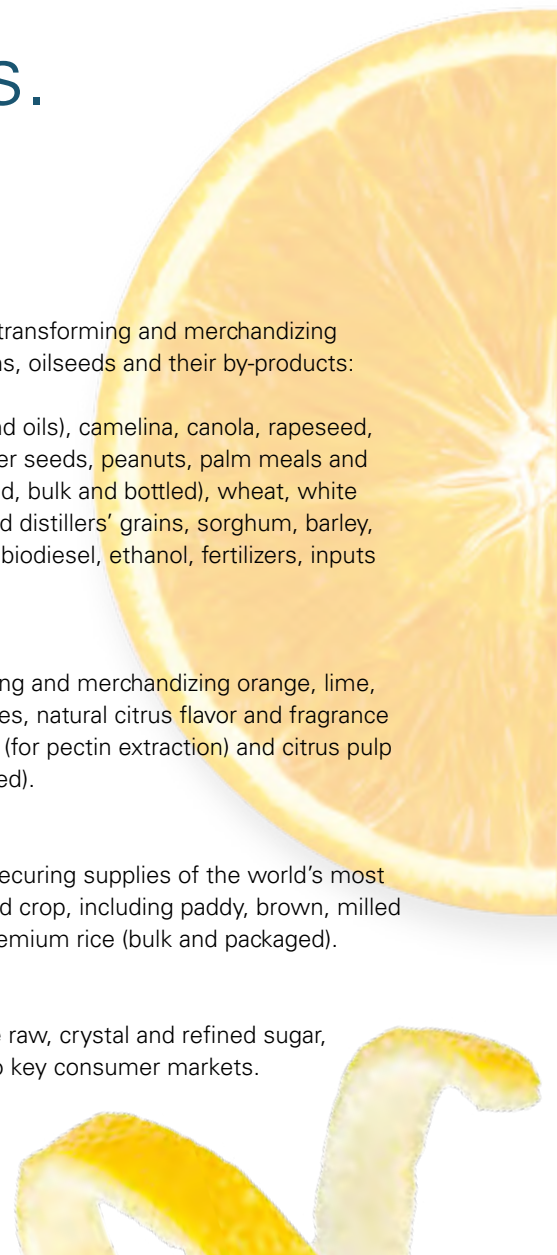 s.
transforming and merchandizing
ns, oilseeds and their by-products:
nd oils), camelina, canola, rapeseed,
er seeds, peanuts, palm meals and
d, bulk and bottled), wheat, white
d distillers’ grains, sorghum, barley,
biodiesel, ethanol, fertilizers, inputs
ng and merchandizing orange, lime,
es, natural citrus flavor and fragrance
(for pectin extraction) and citrus pulp
ed).
ecuring supplies of the world’s most
d crop, including paddy, brown, milled
emium rice (bulk and packaged).
e raw, crystal and refined sugar,
o key consumer markets.